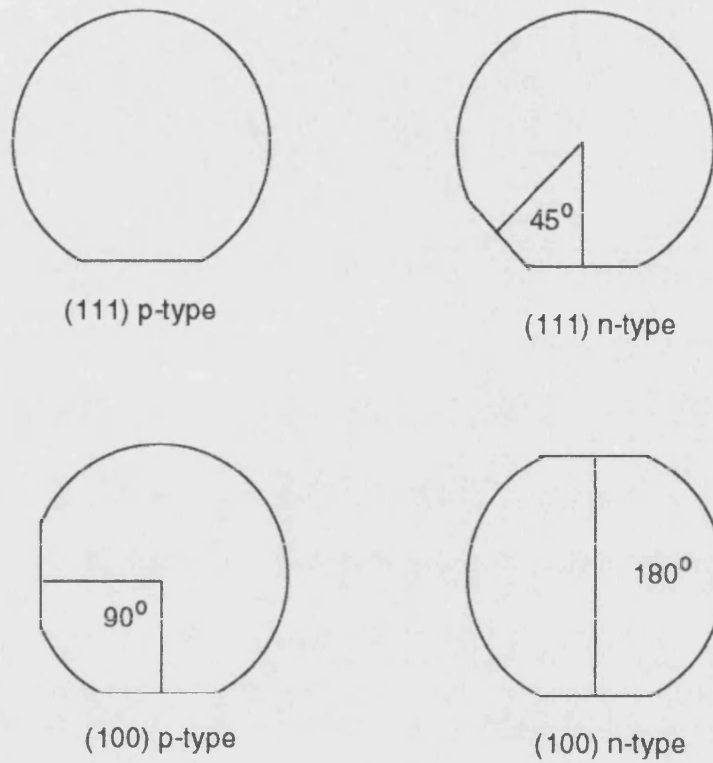 45°
(111) p-type
(111) n-type
90°
180°
(100) p-type
(100) n-type